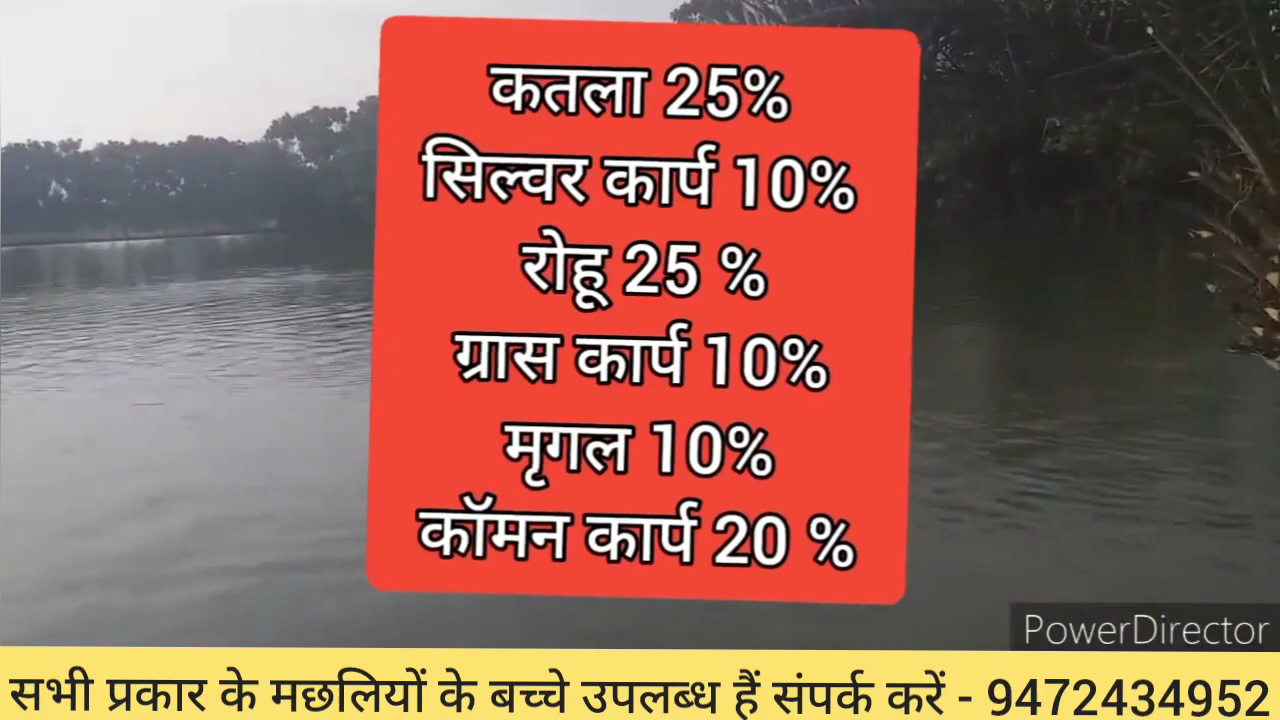 कतला 25%
सिल्वर कार्प 10%
रोहू 25 %
ग्रास कार्प 10%
मृगल 10%
कॉमन कार्प 20 %
PowerDirector
सभी प्रकार के मछलियों के बच्चे उपलब्ध हैं संपर्क करें - 9472434952